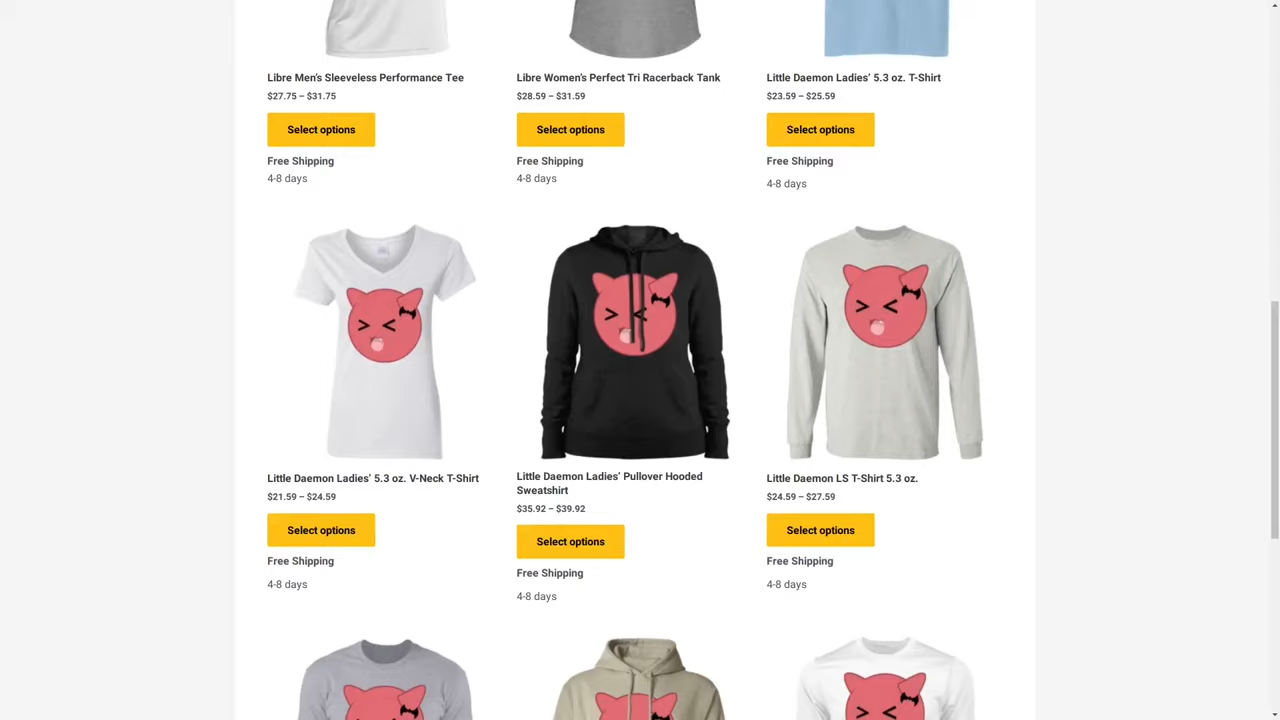 Libre Men's Sleeveless Performance Tee
$27.75 – $31.75
Select options
Free Shipping
4-8 days
Libre Women's Perfect Tri Racerback Tank
$28.59 – $31.59
Select options
Free Shipping
4-8 days
Little Daemon Ladies' 5.3 oz. T-Shirt
$23.59 – $25.59
Select options
Free Shipping
4-8 days
Little Daemon Ladies' 5.3 oz. V-Neck T-Shirt
$21.59 – $24.59
Select options
Free Shipping
4-8 days
Little Daemon Ladies' Pullover Hooded
Sweatshirt
$35.92 – $39.92
Select options
Free Shipping
4-8 days
Little Daemon LS T-Shirt 5.3 oz.
$24.59 – $27.59
Select options
Free Shipping
4-8 days